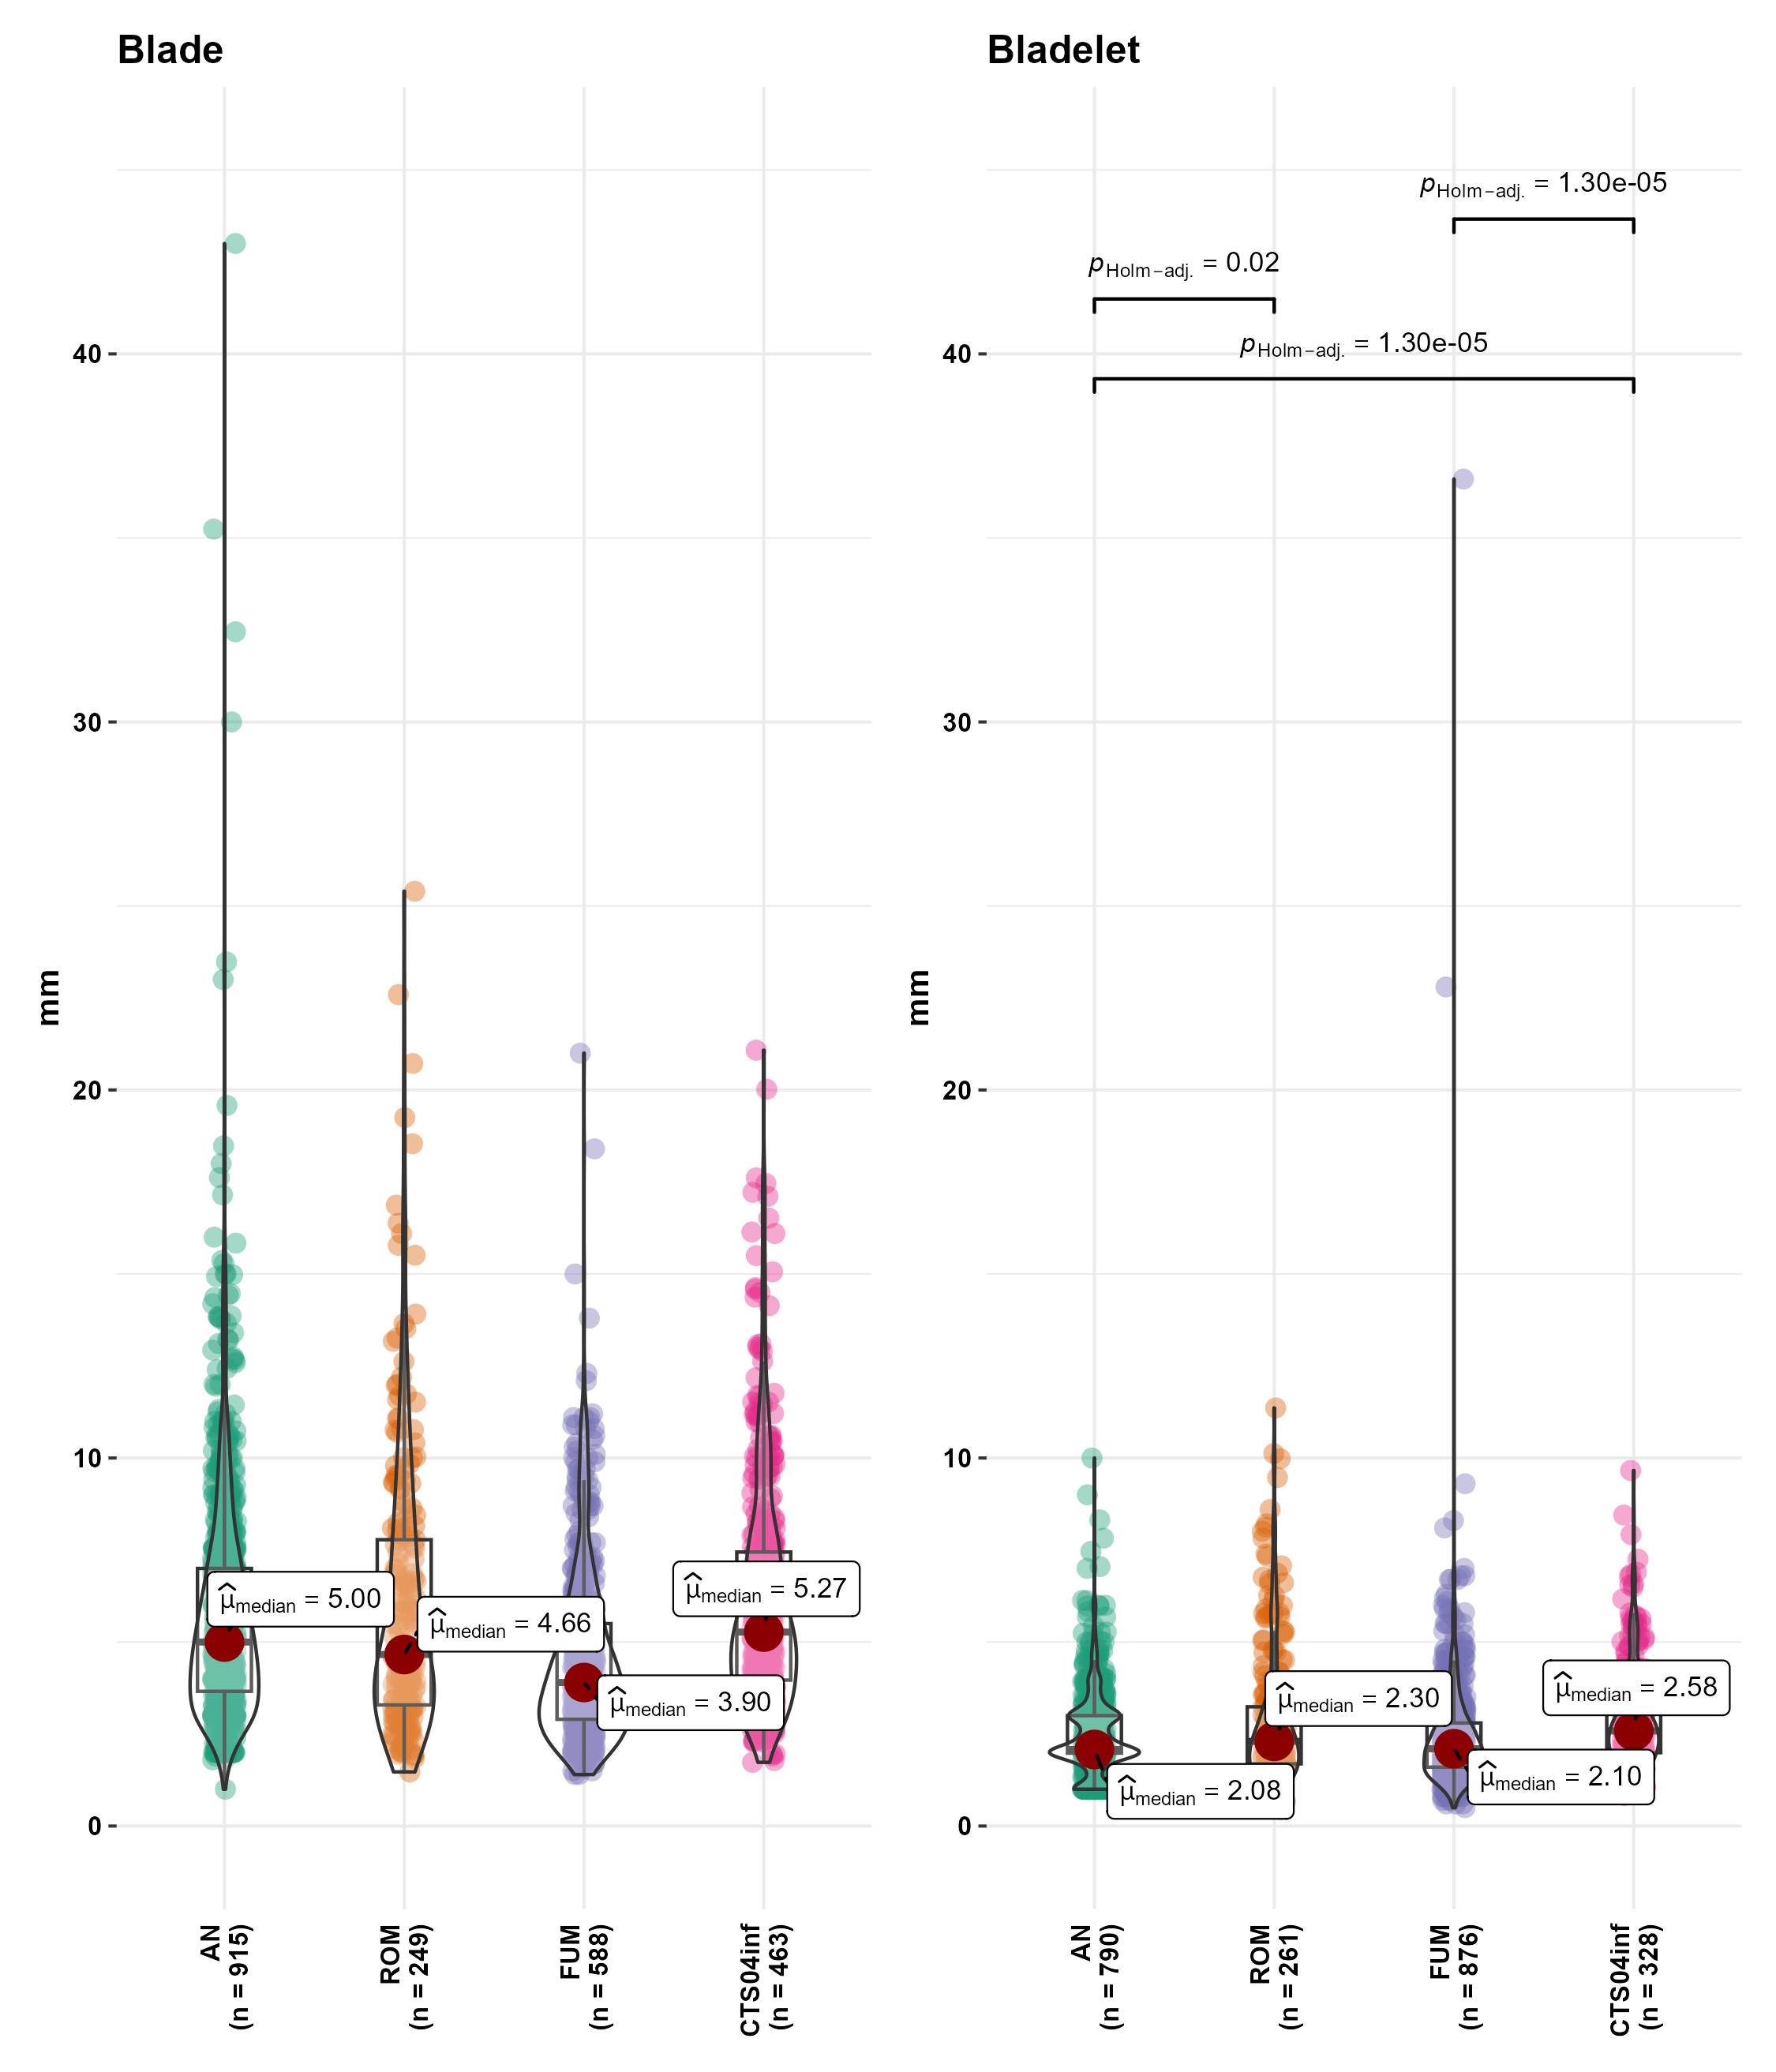 Blade
mm
40
30
20
10
0
μ̂median = 5.00
μ̂median = 4.66
μ̂median = 3.90
μ̂median = 5.27
AN
(n = 915)
ROM
(n = 249)
FUM
(n = 588)
CTS04inf
(n = 463)
Bladelet
mm
40
30
20
10
0
pHolm−adj. = 1.30e-05
pHolm−adj. = 0.02
pHolm−adj. = 1.30e-05
μ̂median = 2.08
μ̂median = 2.30
μ̂median = 2.10
μ̂median = 2.58
AN
(n = 790)
ROM
(n = 261)
FUM
(n = 876)
CTS04inf
(n = 328)